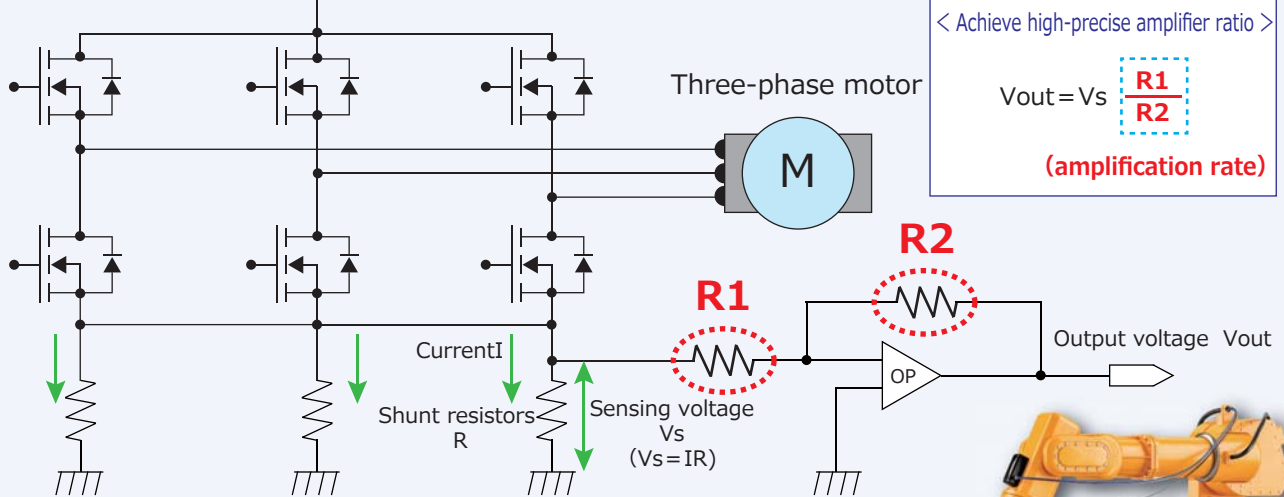 < Achieve high-precise amplifier ratio >
Vout=Vs R1
R2
(amplification rate)
Three-phase motor
M
R2
R1
Output voltage Vout
CurrentI
OP
Shunt resistors
R
Sensing voltage
Vs
(Vs=IR)